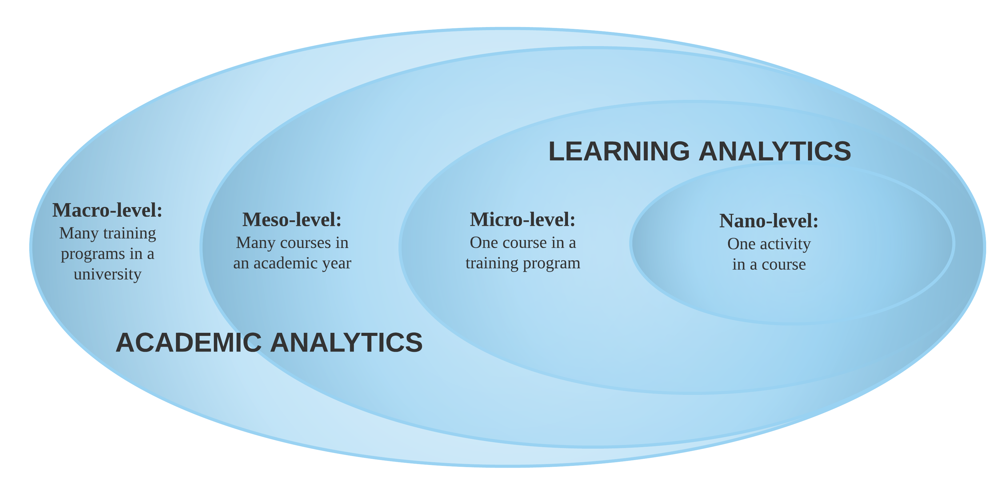 LEARNING ANALYTICS
Macro-level:
Many training
programs in a
university
Meso-level:
Many courses in
an academic year
Micro-level:
One course in a
training program
Nano-level:
One activity
in a course
ACADEMIC ANALYTICS